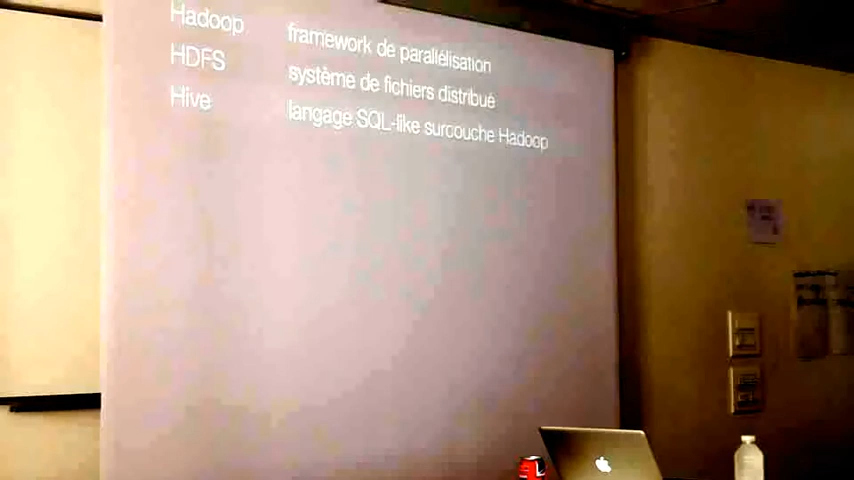 Hadoop framework de parallélisation
HDFS système de fichiers distribué
Hive langage SQL-like surcouche Hadoop